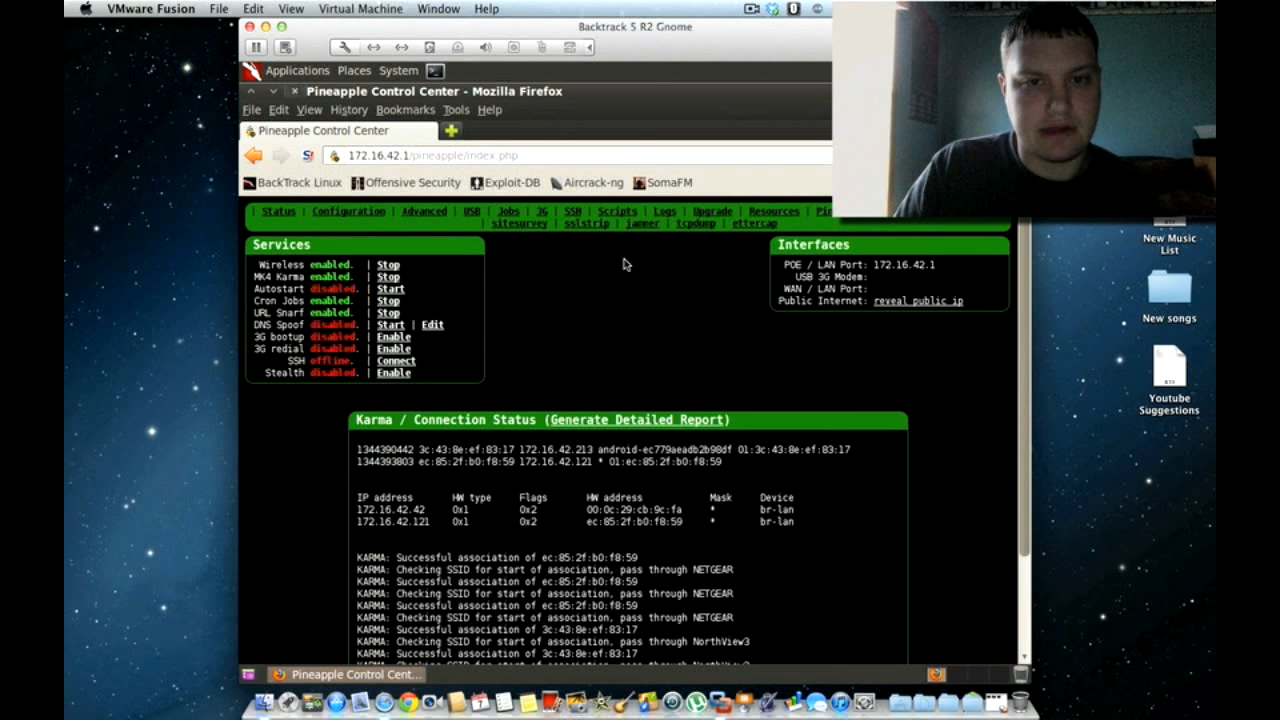 VMware Fusion File Edit View Virtual Machine Window Help
Backtrack 5 R2 Gnome
Applications Places System
Pineapple Control Center - Mozilla Firefox
File Edit View History Bookmarks Tools Help
Pineapple Control Center
172.16.42.1/pineapple/index.php
BackTrack Linux Offensive Security Exploit-DB Aircrack-ng SomaFM
| Status | Configuration | Advanced | USB | Jobs | 3G | SSH | Scripts | Logs | Upgrade | Resources |
| sitesurvey | sslstrip | jammer | tcpdump | ettercap
Services
Wireless enabled. | Stop
MK4 Karma enabled. | Stop
Autostart disabled. | Start
Cron Jobs enabled. | Stop
URL Snarf enabled. | Stop
DNS Spoof disabled. | Start | Edit
3G bootup disabled. | Enable
3G redial disabled. | Enable
SSH offline. | Connect
Stealth disabled. | Enable
Interfaces
POE / LAN Port: 172.16.42.1
USB 3G Modem:
WAN / LAN Port:
Public Internet: reveal public ip
New Music
List
New songs
Youtube
Suggestions
Karma / Connection Status (Generate Detailed Report)
1344390442 3c:43:8e:ef:83:17 172.16.42.213 android-ec779aeadb2b98df 01:3c:43:8e:ef:83:17
1344393803 ec:85:2f:b0:f8:59 172.16.42.121 * 01:ec:85:2f:b0:f8:59
IP address HW type Flags HW address Mask Device
172.16.42.42 0x1 0x2 00:0c:29:cb:9c:fa * br-lan
172.16.42.121 0x1 0x2 ec:85:2f:b0:f8:59 * br-lan
KARMA: Successful association of ec:85:2f:b0:f8:59
KARMA: Checking SSID for start of association, pass through NETGEAR
KARMA: Successful association of ec:85:2f:b0:f8:59
KARMA: Checking SSID for start of association, pass through NETGEAR
KARMA: Successful association of ec:85:2f:b0:f8:59
KARMA: Checking SSID for start of association, pass through NETGEAR
KARMA: Successful association of 3c:43:8e:ef:83:17
KARMA: Checking SSID for start of association, pass through NorthView3
KARMA: Successful association of 3c:43:8e:ef:83:17
Pineapple Control Cent...